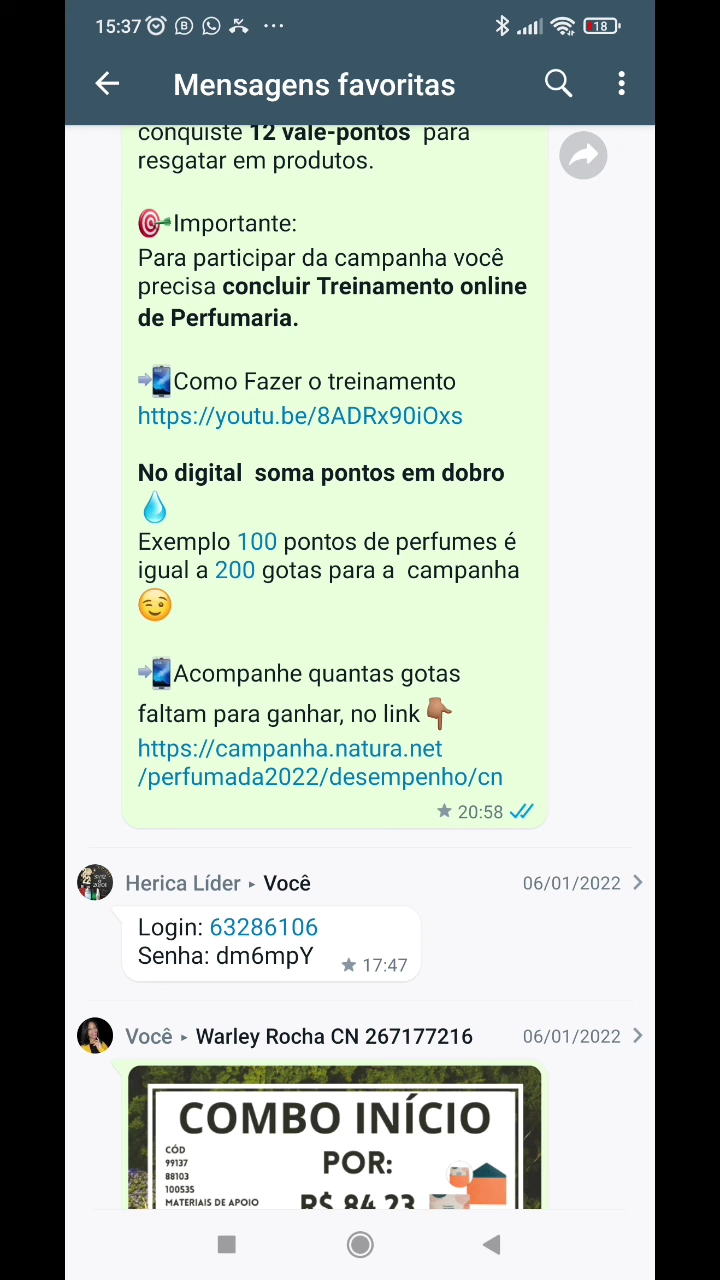 15:37
18
Mensagens favoritas
conquiste 12 vale-pontos para
resgatar em produtos.
Importante:
Para participar da campanha você
precisa concluir Treinamento online
de Perfumaria.
Como Fazer o treinamento
https://youtu.be/8ADRx90iOxs
No digital soma pontos em dobro
Exemplo 100 pontos de perfumes é
igual a 200 gotas para a campanha
Acompanhe quantas gotas
faltam para ganhar, no link
https://campanha.natura.net
/perfumada2022/desempenho/cn
20:58
Herica Líder ▸ Você 06/01/2022
Login: 63286106
Senha: dm6mpY 17:47
Você ▸ Warley Rocha CN 267177216 06/01/2022
COMBO INÍCIO
CÓD
99137
88103
100535
MATERIAIS DE APOIO
POR:
R$ 84,23